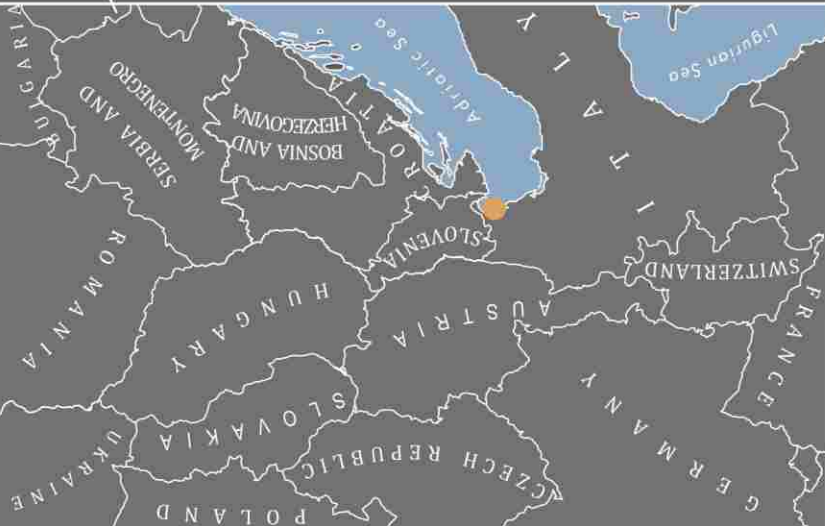 POLAND
UKRAINE
CZECH REPUBLIC
SLOVAKIA
GERMANY
FRANCE
AUSTRIA
HUNGARY
ROMANIA
SWITZERLAND
SLOVENIA
ITALY
CROATIA
BOSNIA AND
HERZEGOVINA
SERBIA AND
MONTENEGRO
BULGARIA
Adriatic Sea
Ligurian Sea